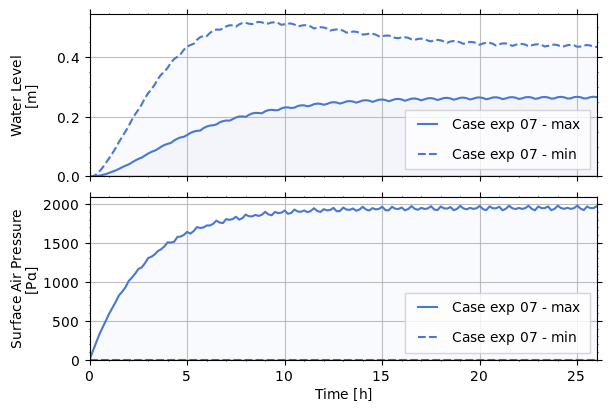 0.4
0.2
0.0
Water Level
[m]
Case exp 07 - max
Case exp 07 - min
2000
1500
1000
500
0
Surface Air Pressure
[Pa]
Case exp 07 - max
Case exp 07 - min
0 5 10 15 20 25
Time [h]